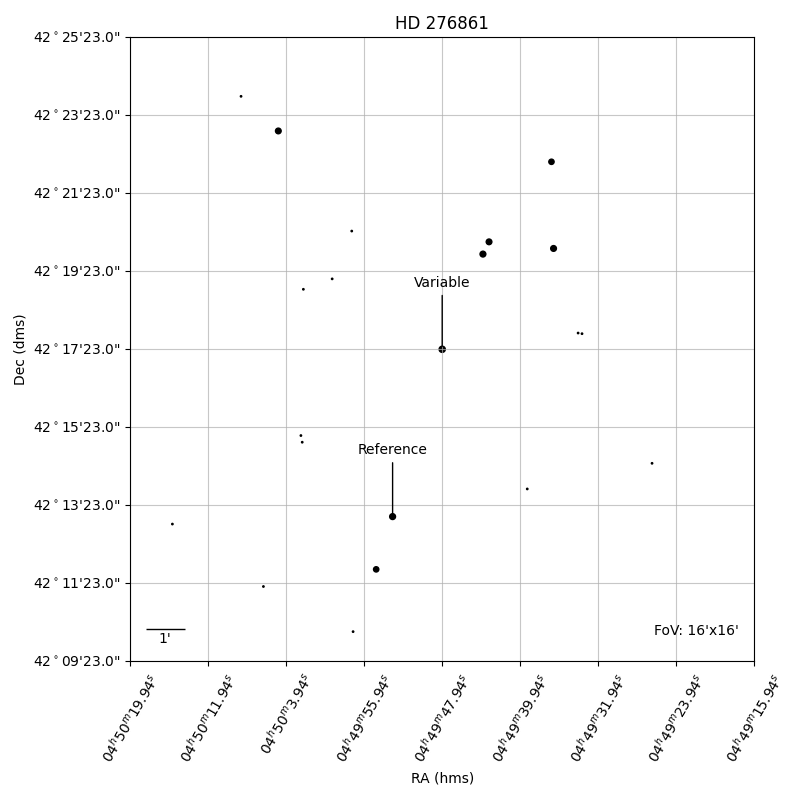 HD 276861
42°25'23.0"
42°23'23.0"
42°21'23.0"
42°19'23.0"
42°17'23.0"
42°15'23.0"
42°13'23.0"
42°11'23.0"
42°09'23.0"
Dec (dms)
Variable
Reference
1'
FoV: 16'x16'
04ʰ50ᵐ19.94ˢ
04ʰ50ᵐ11.94ˢ
04ʰ50ᵐ3.94ˢ
04ʰ49ᵐ55.94ˢ
04ʰ49ᵐ47.94ˢ
04ʰ49ᵐ39.94ˢ
04ʰ49ᵐ31.94ˢ
04ʰ49ᵐ23.94ˢ
04ʰ49ᵐ15.94ˢ
RA (hms)